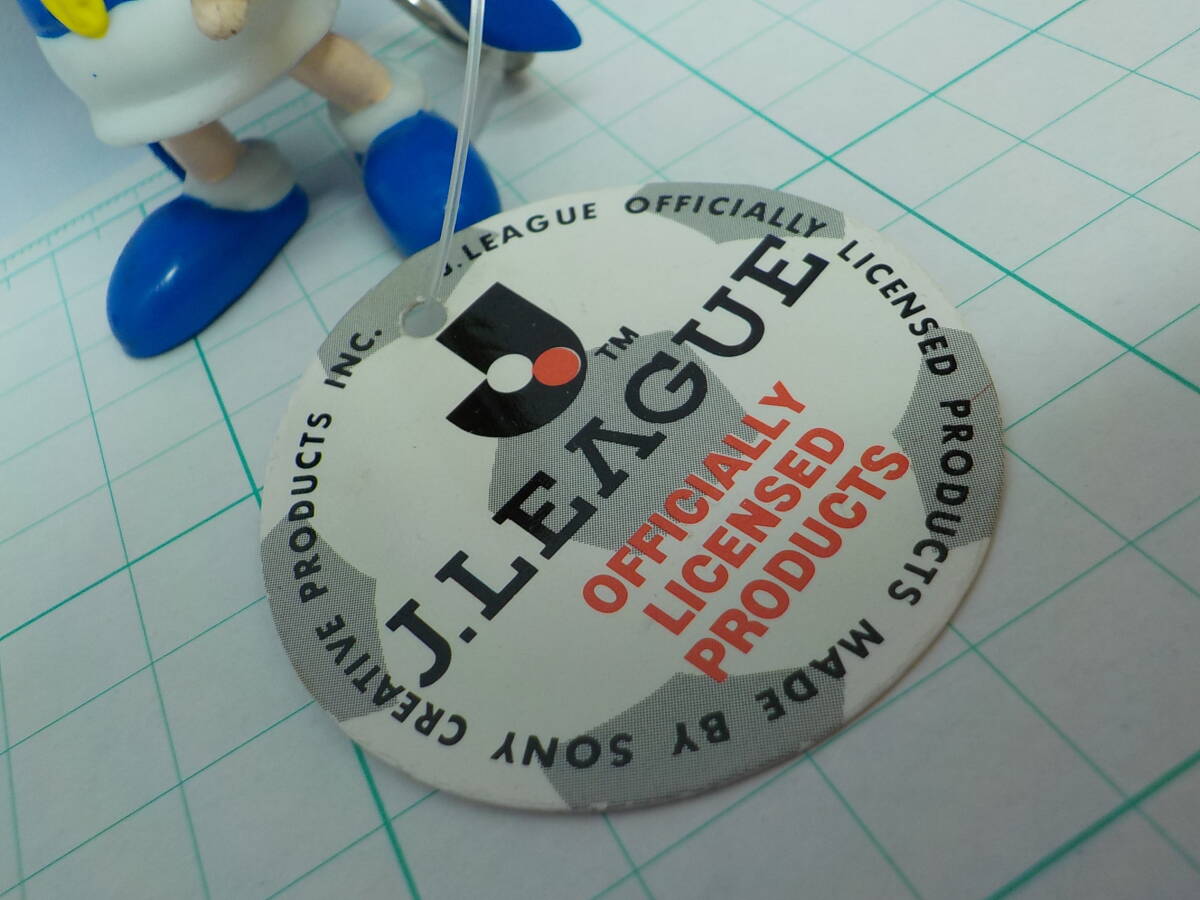 J.LEAGUE OFFICIALLY LICENSED PRODUCTS MADE BY SONY CREATIVE PRODUCTS INC.
TM
J.LEAGUE
OFFICIALLY
LICENSED
PRODUCTS